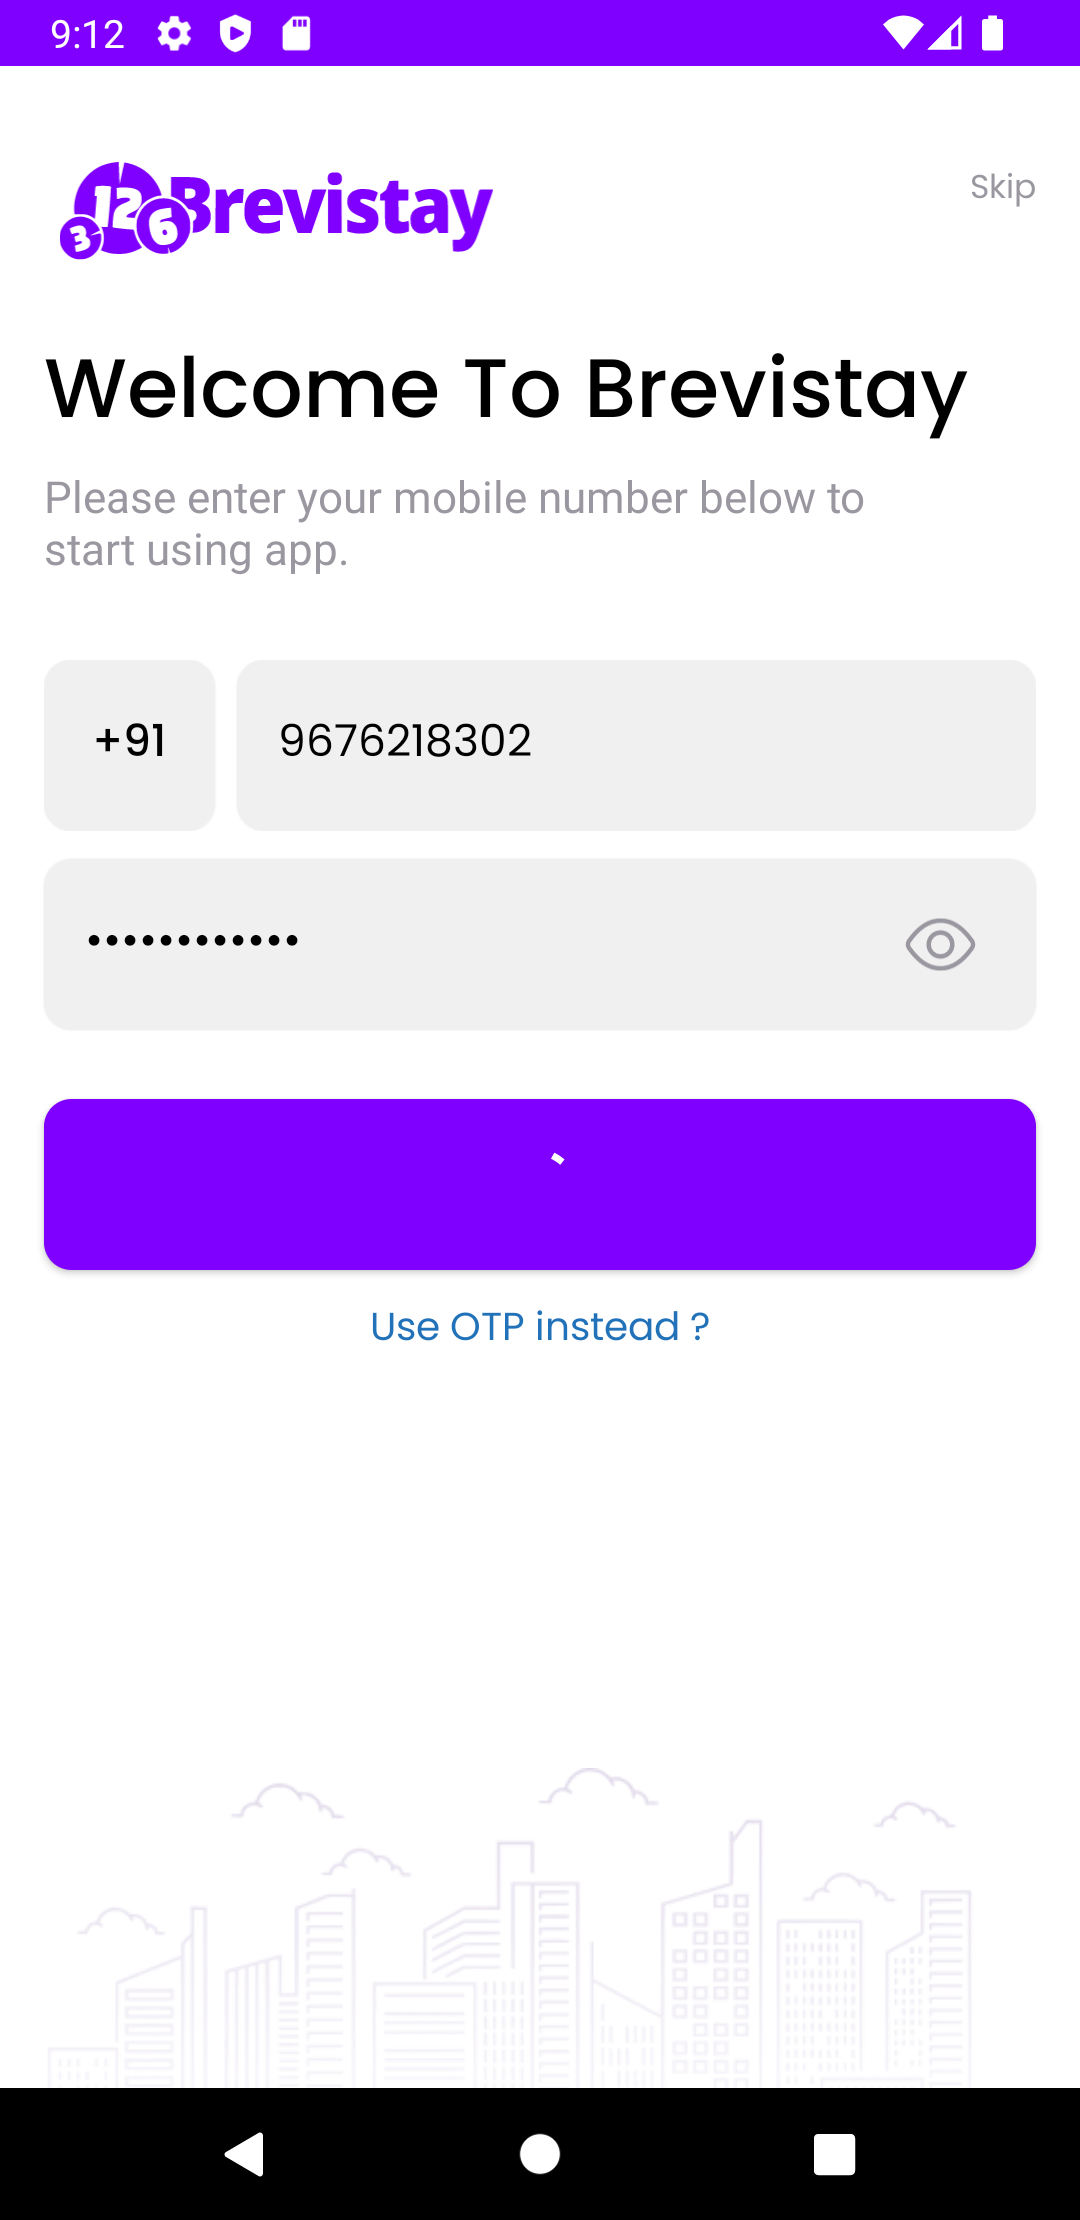 9:12
12
3
6
Brevistay
Skip
Welcome To Brevistay
Please enter your mobile number below to
start using app.
+91
9676218302
••••••••••••
Use OTP instead ?